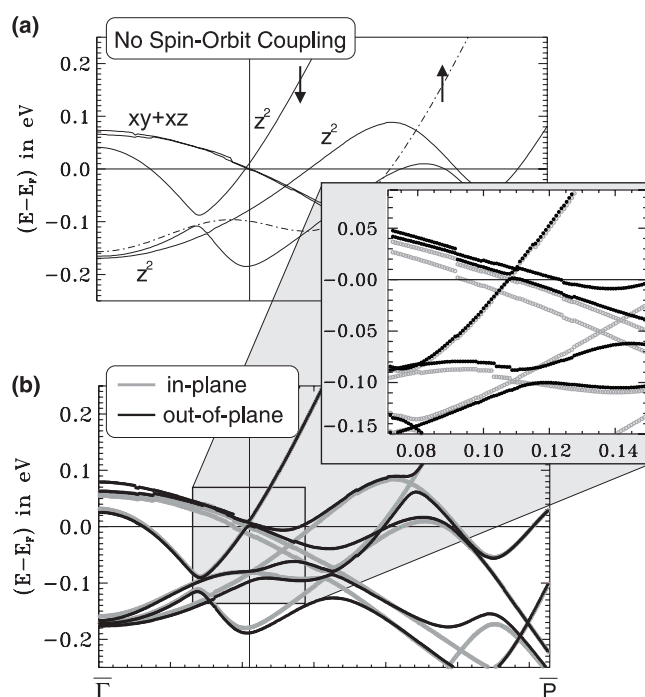 (a)
No Spin-Orbit Coupling
0.2
0.1
0.0
−0.1
−0.2
(E−E_F) in eV
xy+xz
z²
z²
z²
0.05
−0.00
−0.05
−0.10
−0.15
0.08 0.10 0.12 0.14
(b)
in-plane
out-of-plane
0.2
0.1
0.0
−0.1
−0.2
(E−E_F) in eV
Γ̅ P̅